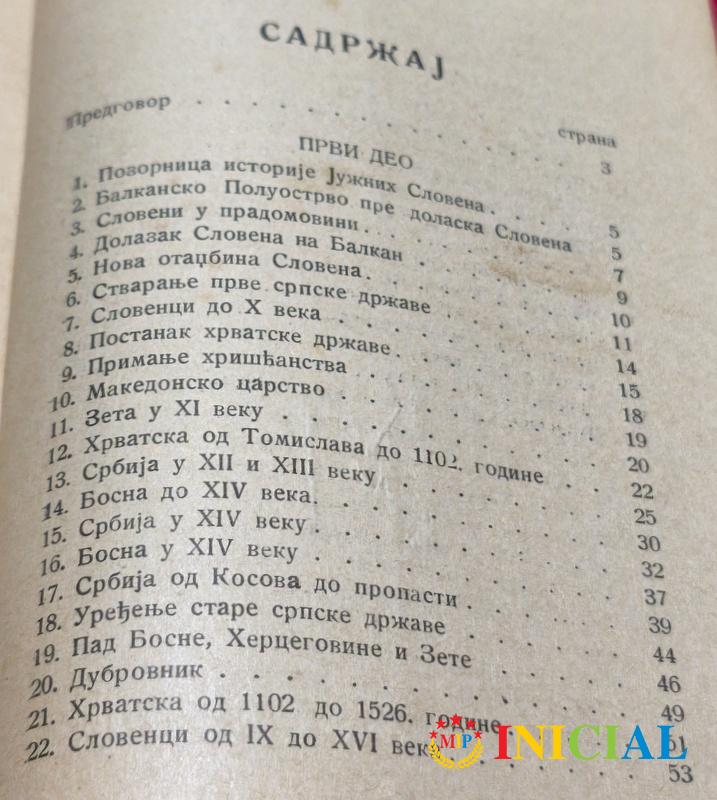 САДРЖАЈ
страна
Предговор . . . . . . . . . . . . 3
ПРВИ ДЕО
1. Позорница историје Јужних Словена. . . . 5
2. Балканско Полуострво пре доласка Словена 5
3. Словени у прадомовини . . . . . . . . 7
4. Долазак Словена на Балкан . . . . . . 9
5. Нова отаџбина Словена. . . . . . . . 10
6. Стварање прве српске државе . . . . . 11
7. Словенци до X века . . . . . . . . . 14
8. Постанак хрватске државе . . . . . . . 15
9. Примање хришћанства . . . . . . . . 18
10. Македонско царство . . . . . . . . . 19
11. Зета у XI веку . . . . . . . . . . . 20
12. Хрватска од Томислава до 1102. године . . 22
13. Србија у XII и XIII веку . . . . . . . 25
14. Босна до XIV века. . . . . . . . . . 30
15. Србија у XIV веку . . . . . . . . . . 32
16. Босна у XIV веку . . . . . . . . . . 37
17. Србија од Косова до пропасти . . . . . 39
18. Уређење старе српске државе . . . . . 44
19. Пад Босне, Херцеговине и Зете . . . . . 46
20. Дубровник . . . . . . . . . . . . . 49
21. Хрватска од 1102 до 1526. године . . . . 51
22. Словенци од IX до XVI века . . . . . 53
MJP INICIAL